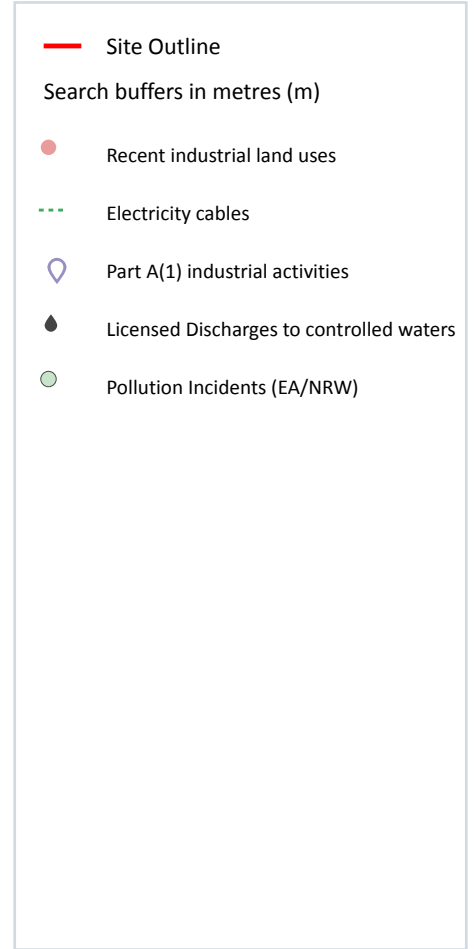 Site Outline
Search buffers in metres (m)
Recent industrial land uses
Electricity cables
Part A(1) industrial activities
Licensed Discharges to controlled waters
Pollution Incidents (EA/NRW)